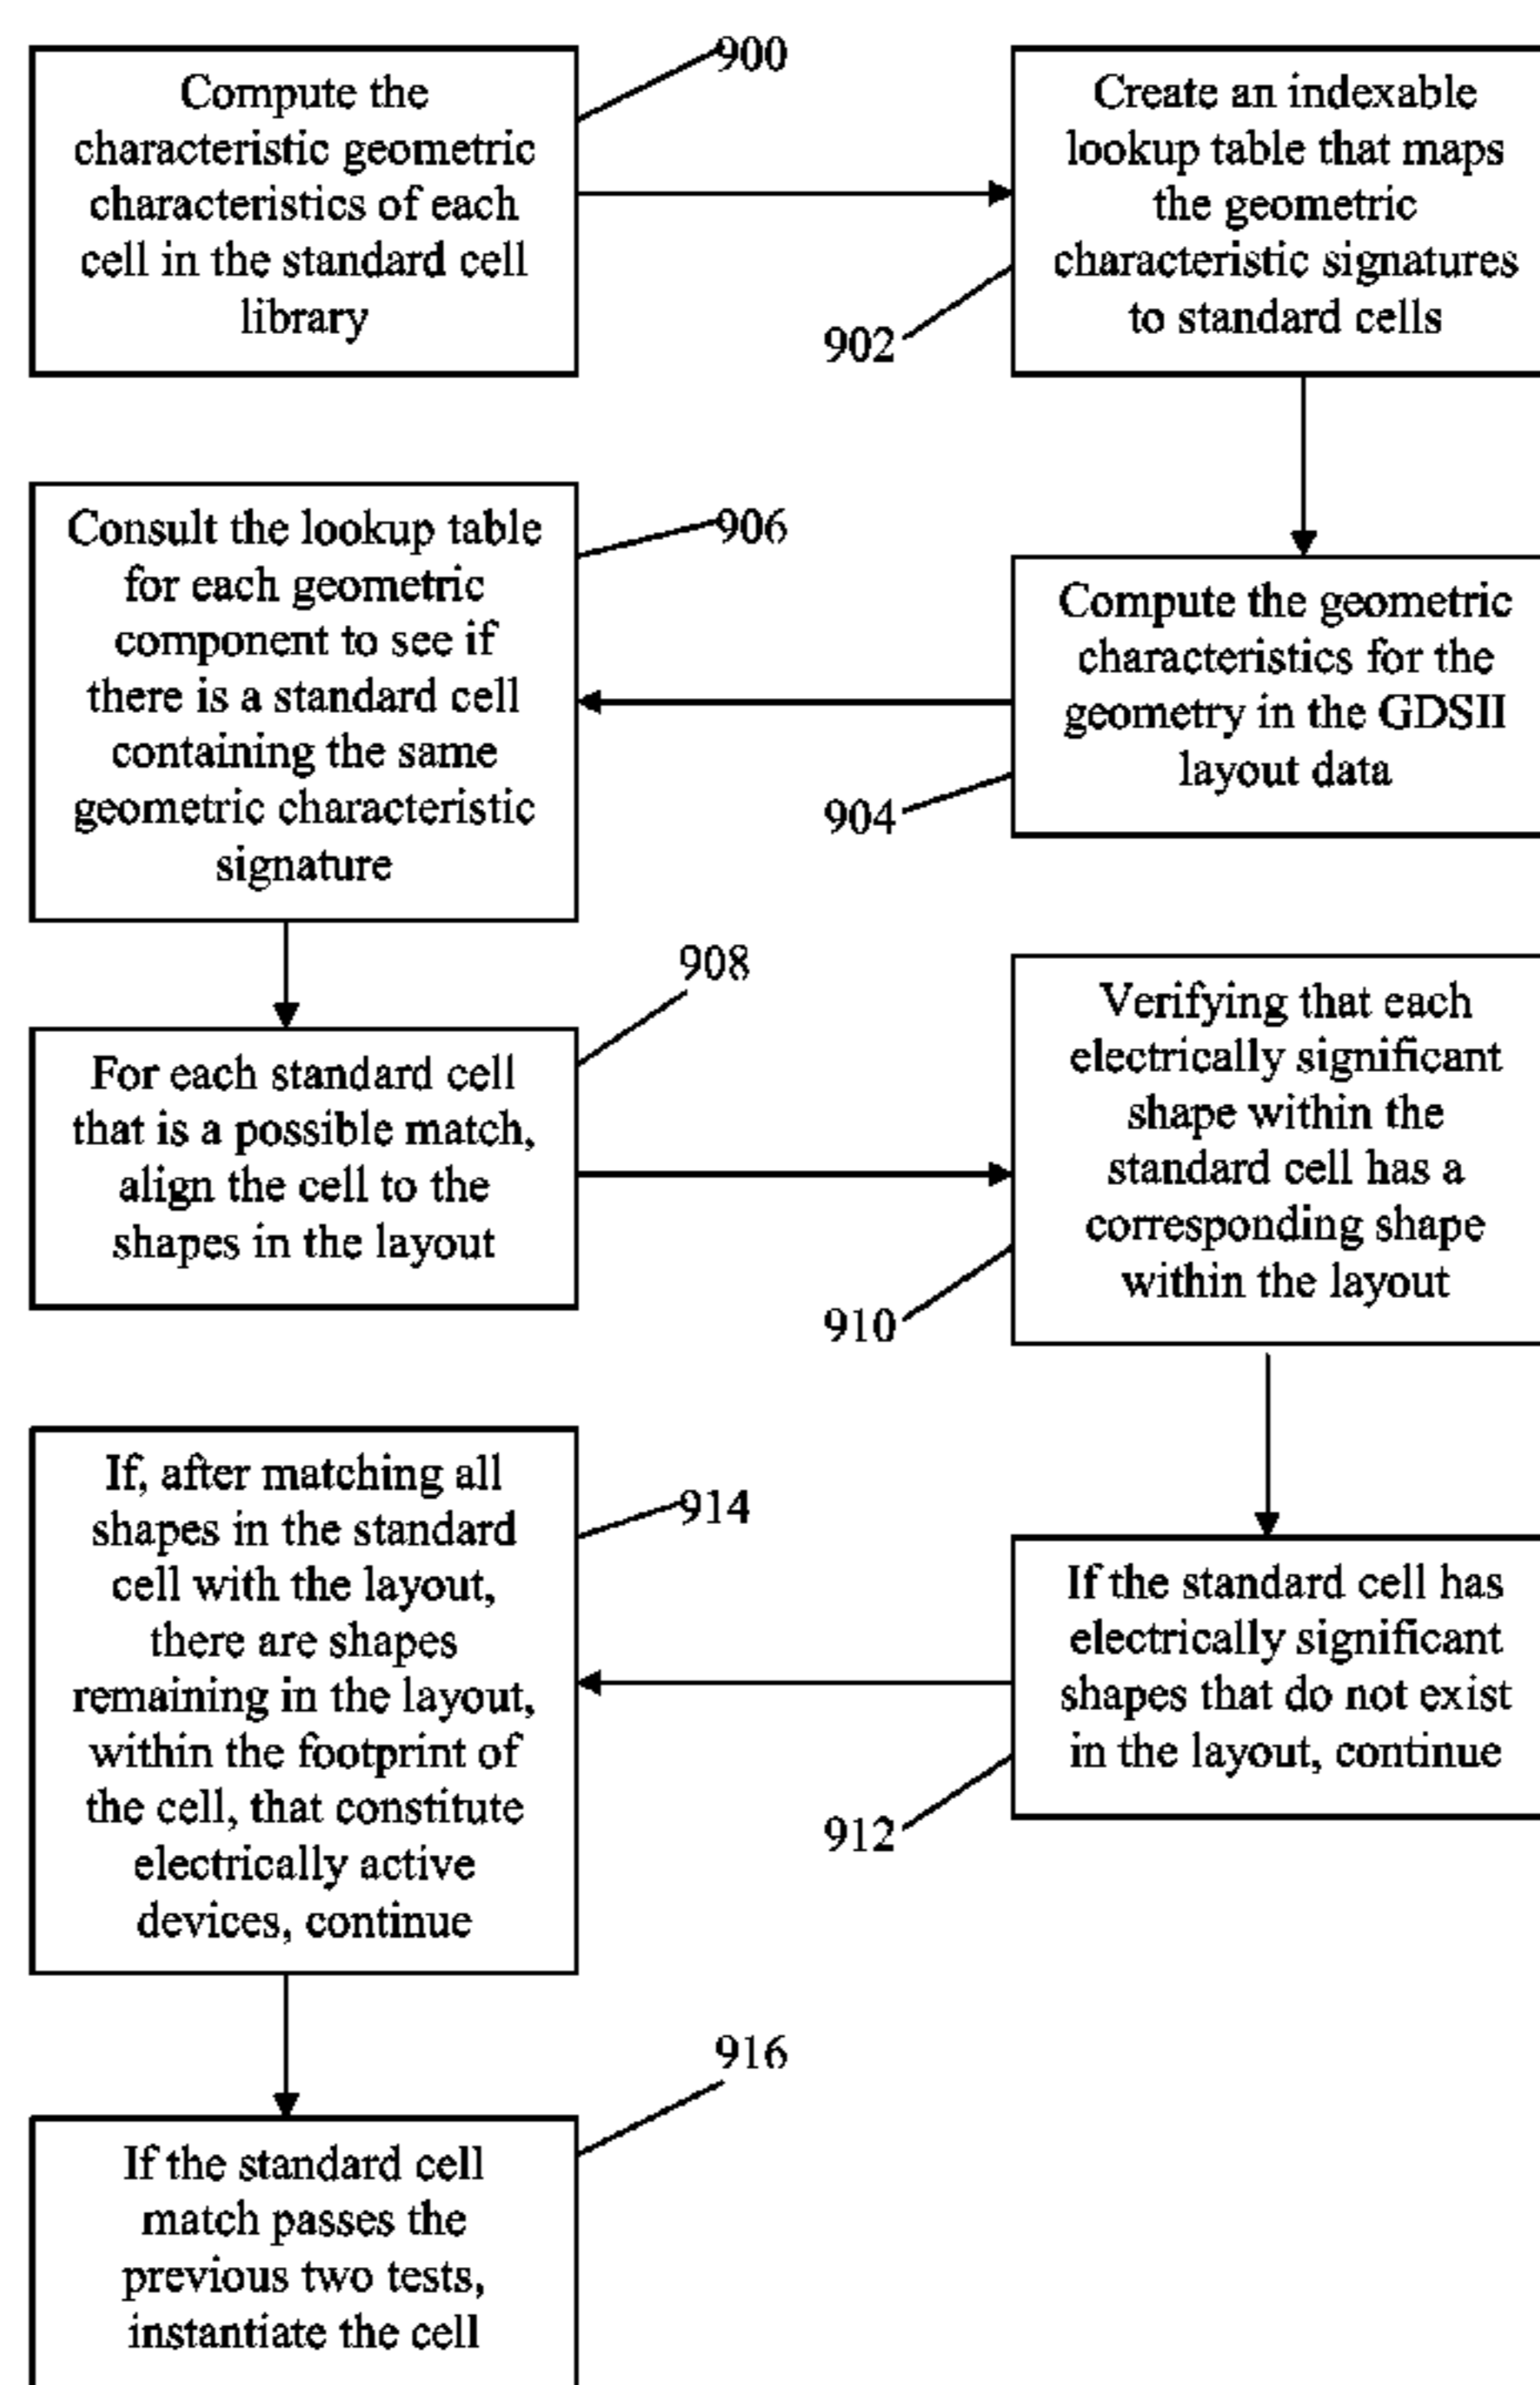 900
Compute the
characteristic geometric
characteristics of each
cell in the standard cell
library
Create an indexable
lookup table that maps
the geometric
characteristic signatures
to standard cells
902
Compute the geometric
characteristics for the
geometry in the GDSII
layout data
904
Consult the lookup table
for each geometric
component to see if
there is a standard cell
containing the same
geometric characteristic
signature
906
908
For each standard cell
that is a possible match,
align the cell to the
shapes in the layout
Verifying that each
electrically significant
shape within the
standard cell has a
corresponding shape
within the layout
910
If the standard cell has
electrically significant
shapes that do not exist
in the layout, continue
912
If, after matching all
shapes in the standard
cell with the layout,
there are shapes
remaining in the layout,
within the footprint of
the cell, that constitute
electrically active
devices, continue
914
916
If the standard cell
match passes the
previous two tests,
instantiate the cell